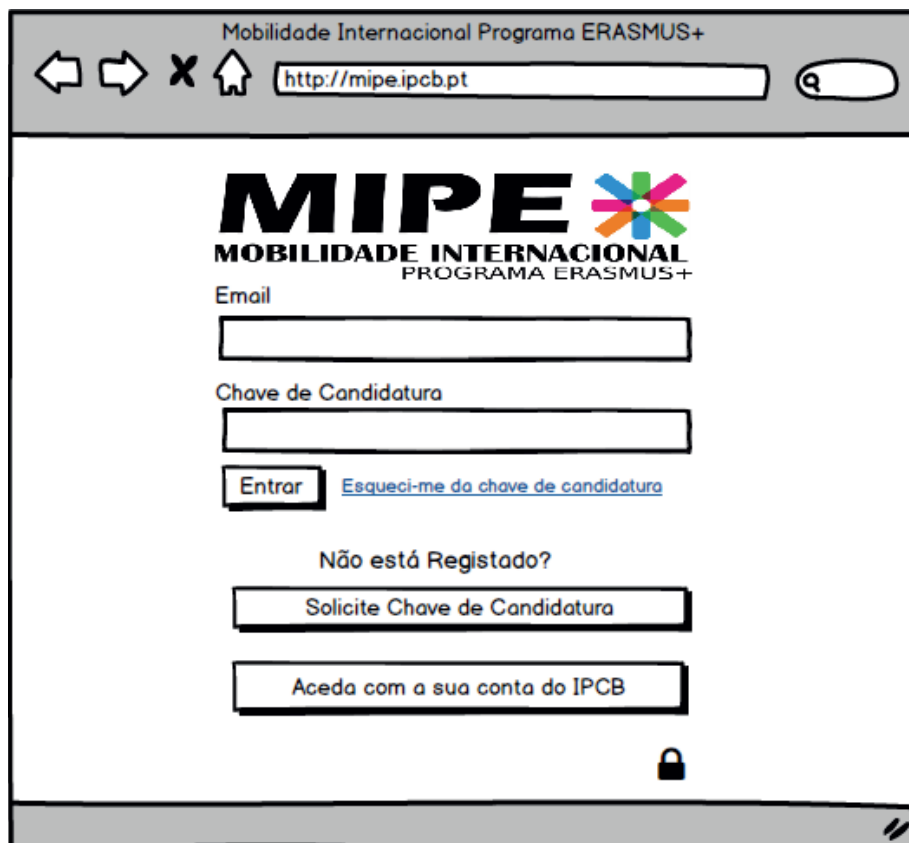 Mobilidade Internacional Programa ERASMUS+
http://mipe.ipcb.pt
MIPE
MOBILIDADE INTERNACIONAL
PROGRAMA ERASMUS+
Email
Chave de Candidatura
Entrar Esqueci-me da chave de candidatura
Não está Registado?
Solicite Chave de Candidatura
Aceda com a sua conta do IPCB